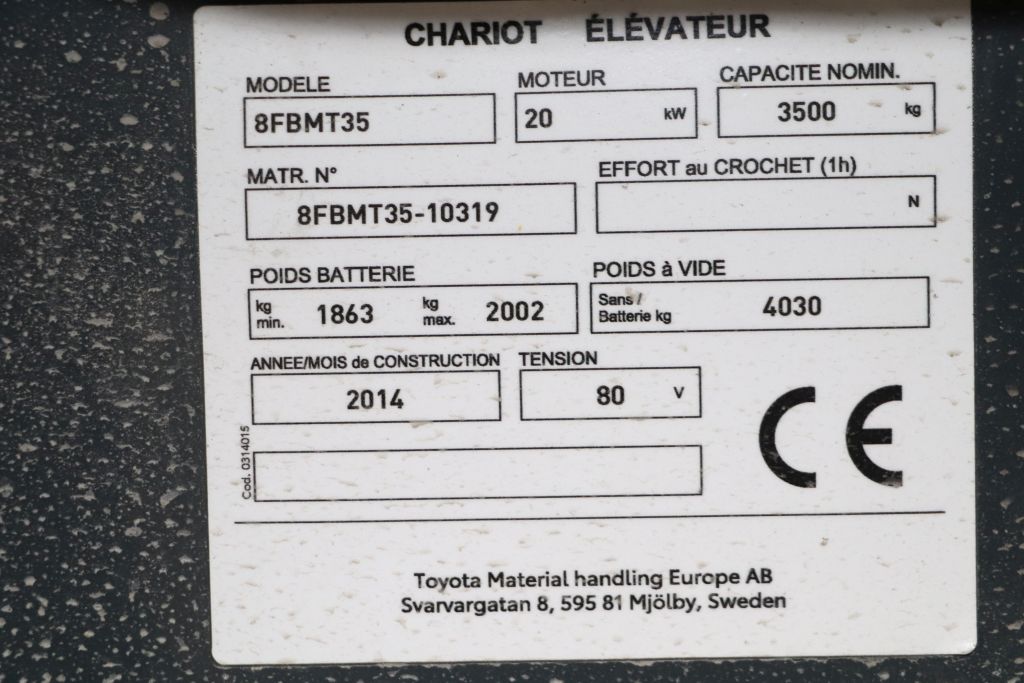 CHARIOT ÉLÉVATEUR
MODELE MOTEUR CAPACITE NOMIN.
8FBMT35 20 kW 3500 kg
MATR. N° EFFORT au CROCHET (1h)
8FBMT35-10319 N
POIDS BATTERIE POIDS à VIDE
kg min. 1863 kg max. 2002 Sans / Batterie kg 4030
ANNEE/MOIS de CONSTRUCTION TENSION
2014 80 V
Cod. 0314015
CE
Toyota Material handling Europe AB
Svarvargatan 8, 595 81 Mjölby, Sweden